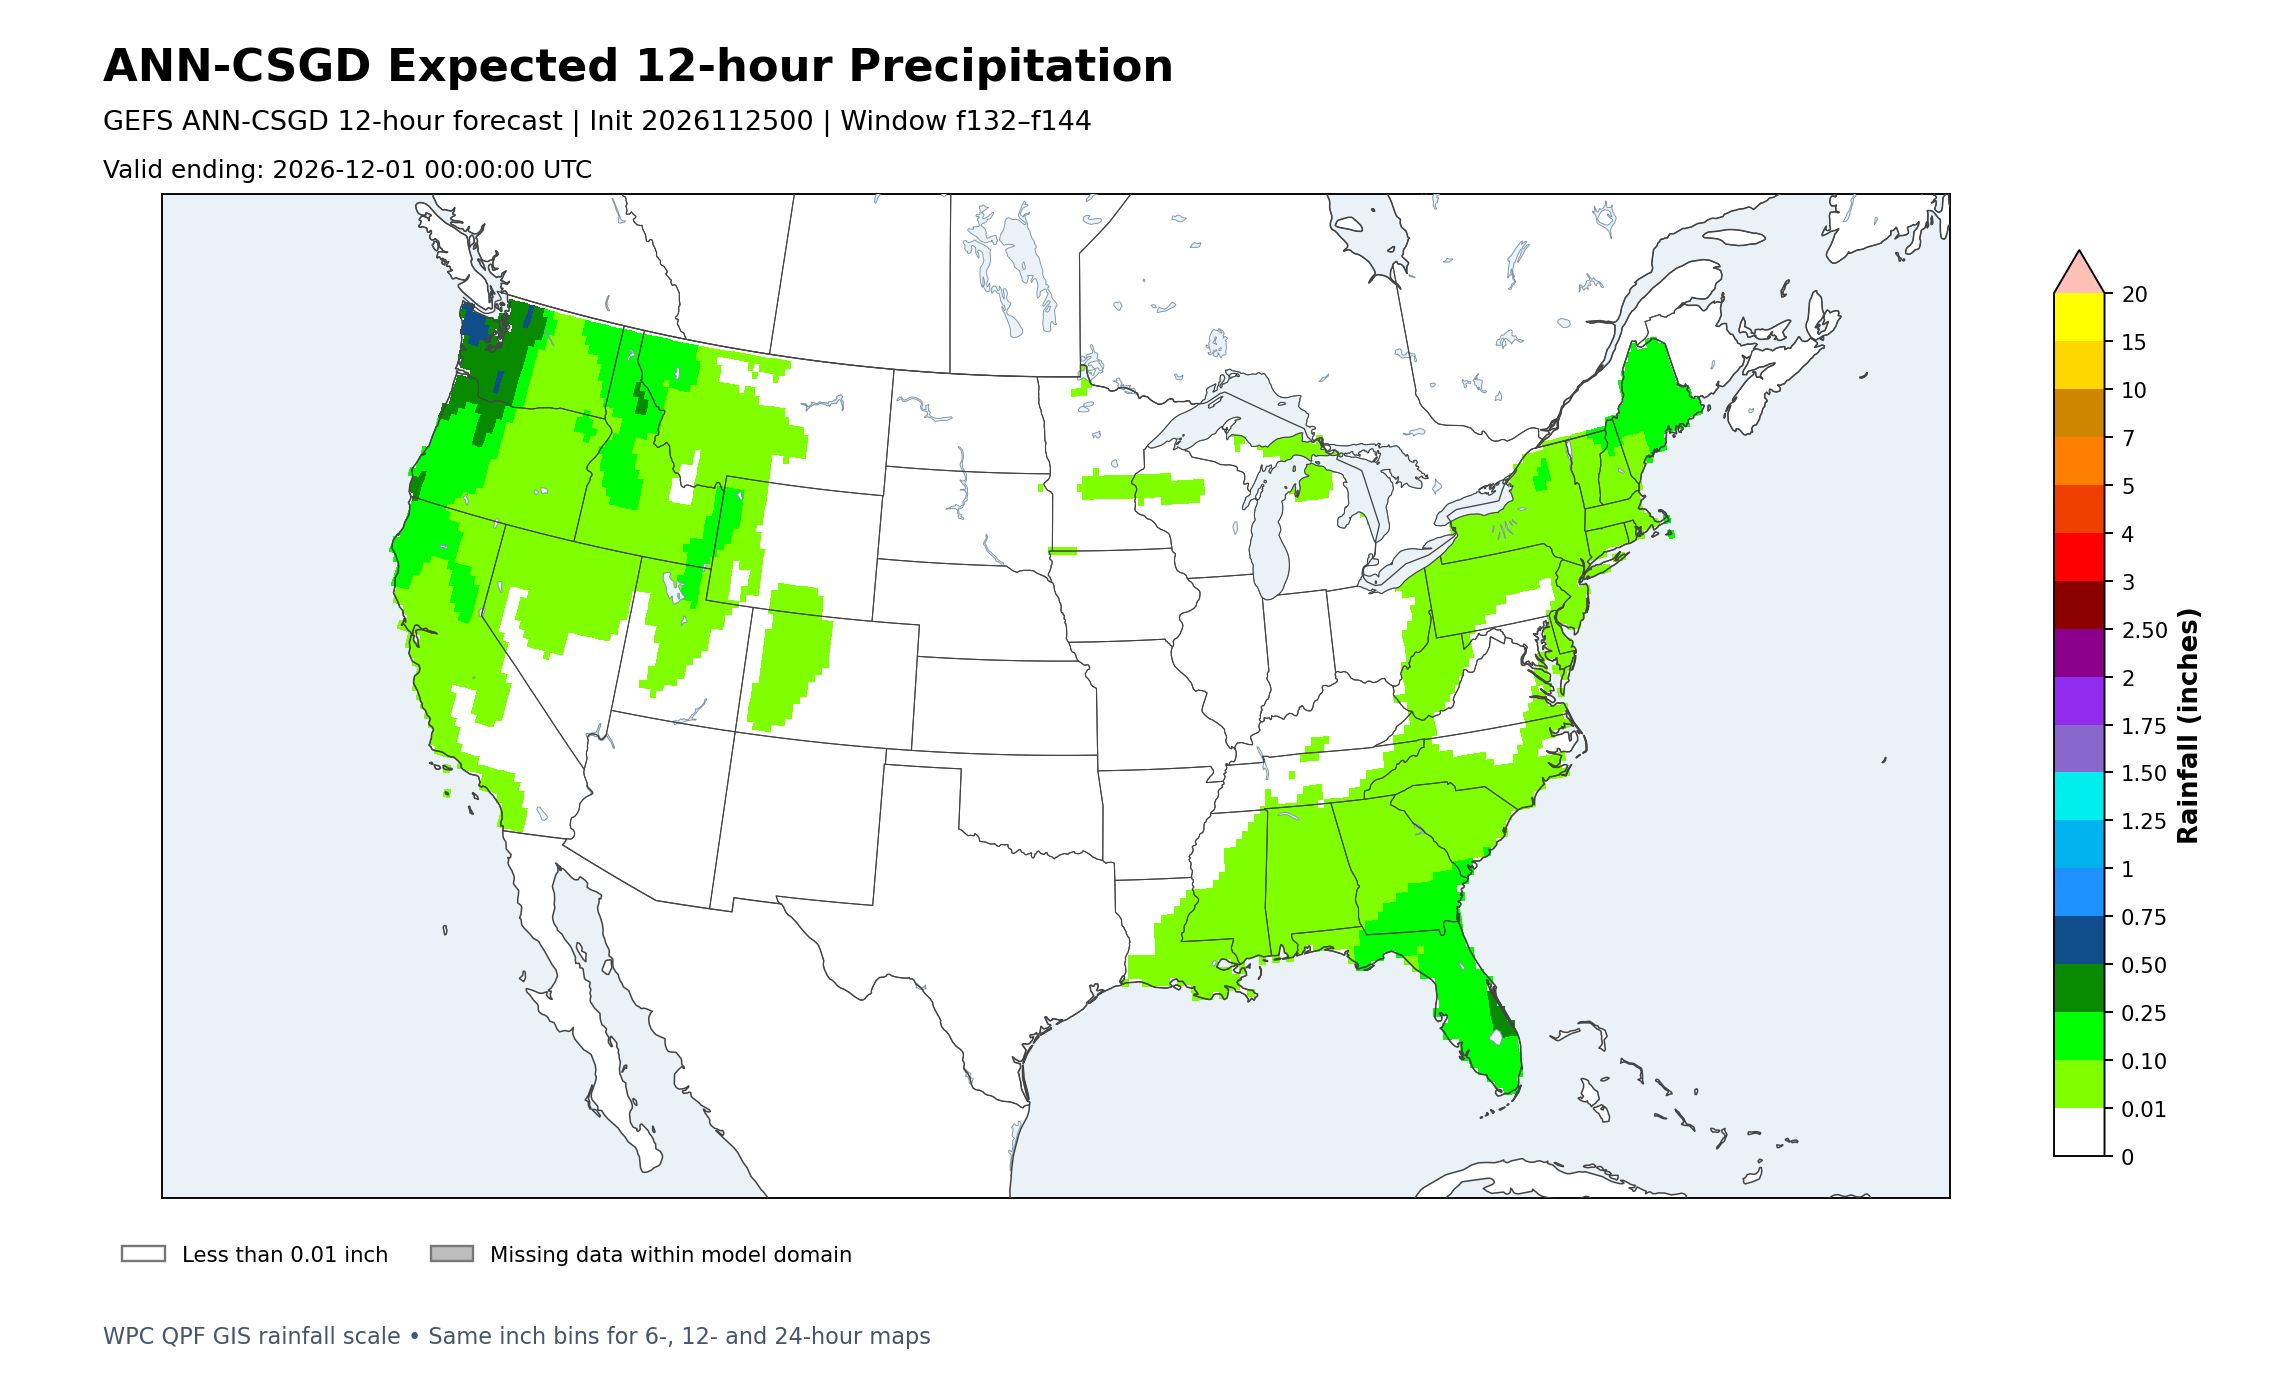 ANN-CSGD Expected 12-hour Precipitation
GEFS ANN-CSGD 12-hour forecast | Init 2026112500 | Window f132–f144
Valid ending: 2026-12-01 00:00:00 UTC
20
15
10
7
5
4
3
2.50
2
1.75
1.50
1.25
1
0.75
0.50
0.25
0.10
0.01
0
Rainfall (inches)
Less than 0.01 inch
Missing data within model domain
WPC QPF GIS rainfall scale • Same inch bins for 6-, 12- and 24-hour maps